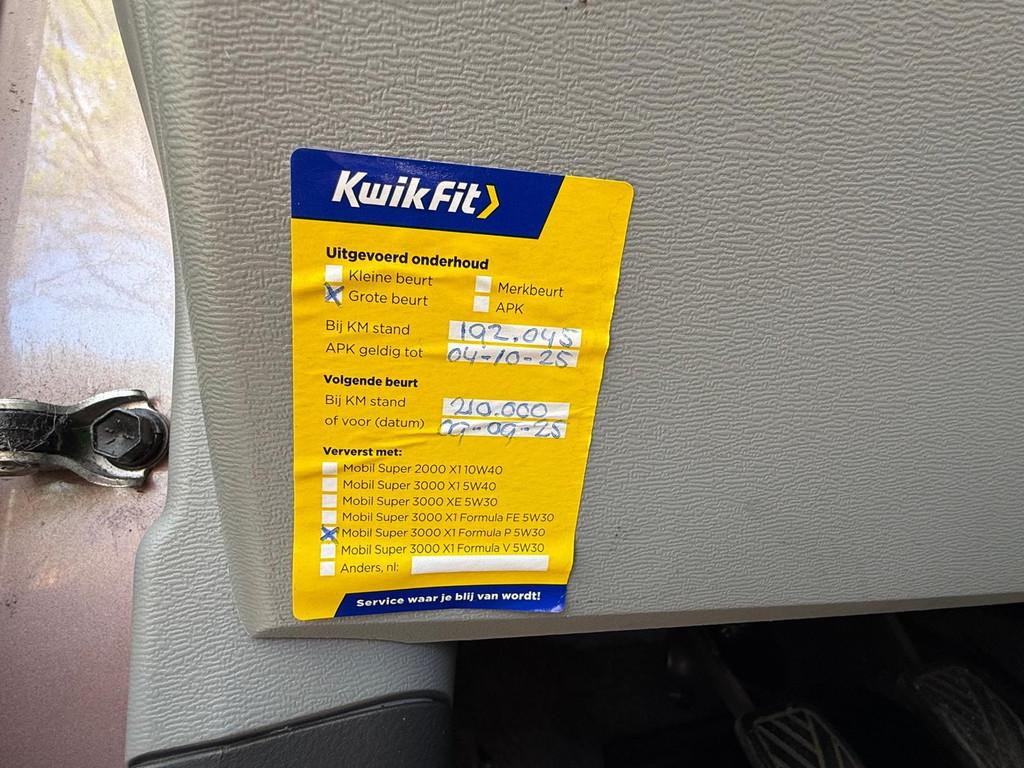 KwikFit
Uitgevoerd onderhoud
Kleine beurt Merkbeurt
Grote beurt APK
Bij KM stand 192.045
APK geldig tot 04-10-25
Volgende beurt
Bij KM stand 210.000
of voor (datum) 09-09-25
Ververst met:
Mobil Super 2000 X1 10W40
Mobil Super 3000 X1 5W40
Mobil Super 3000 XE 5W30
Mobil Super 3000 X1 Formula FE 5W30
Mobil Super 3000 X1 Formula P 5W30
Mobil Super 3000 X1 Formula V 5W30
Anders, nl:
Service waar je blij van wordt!